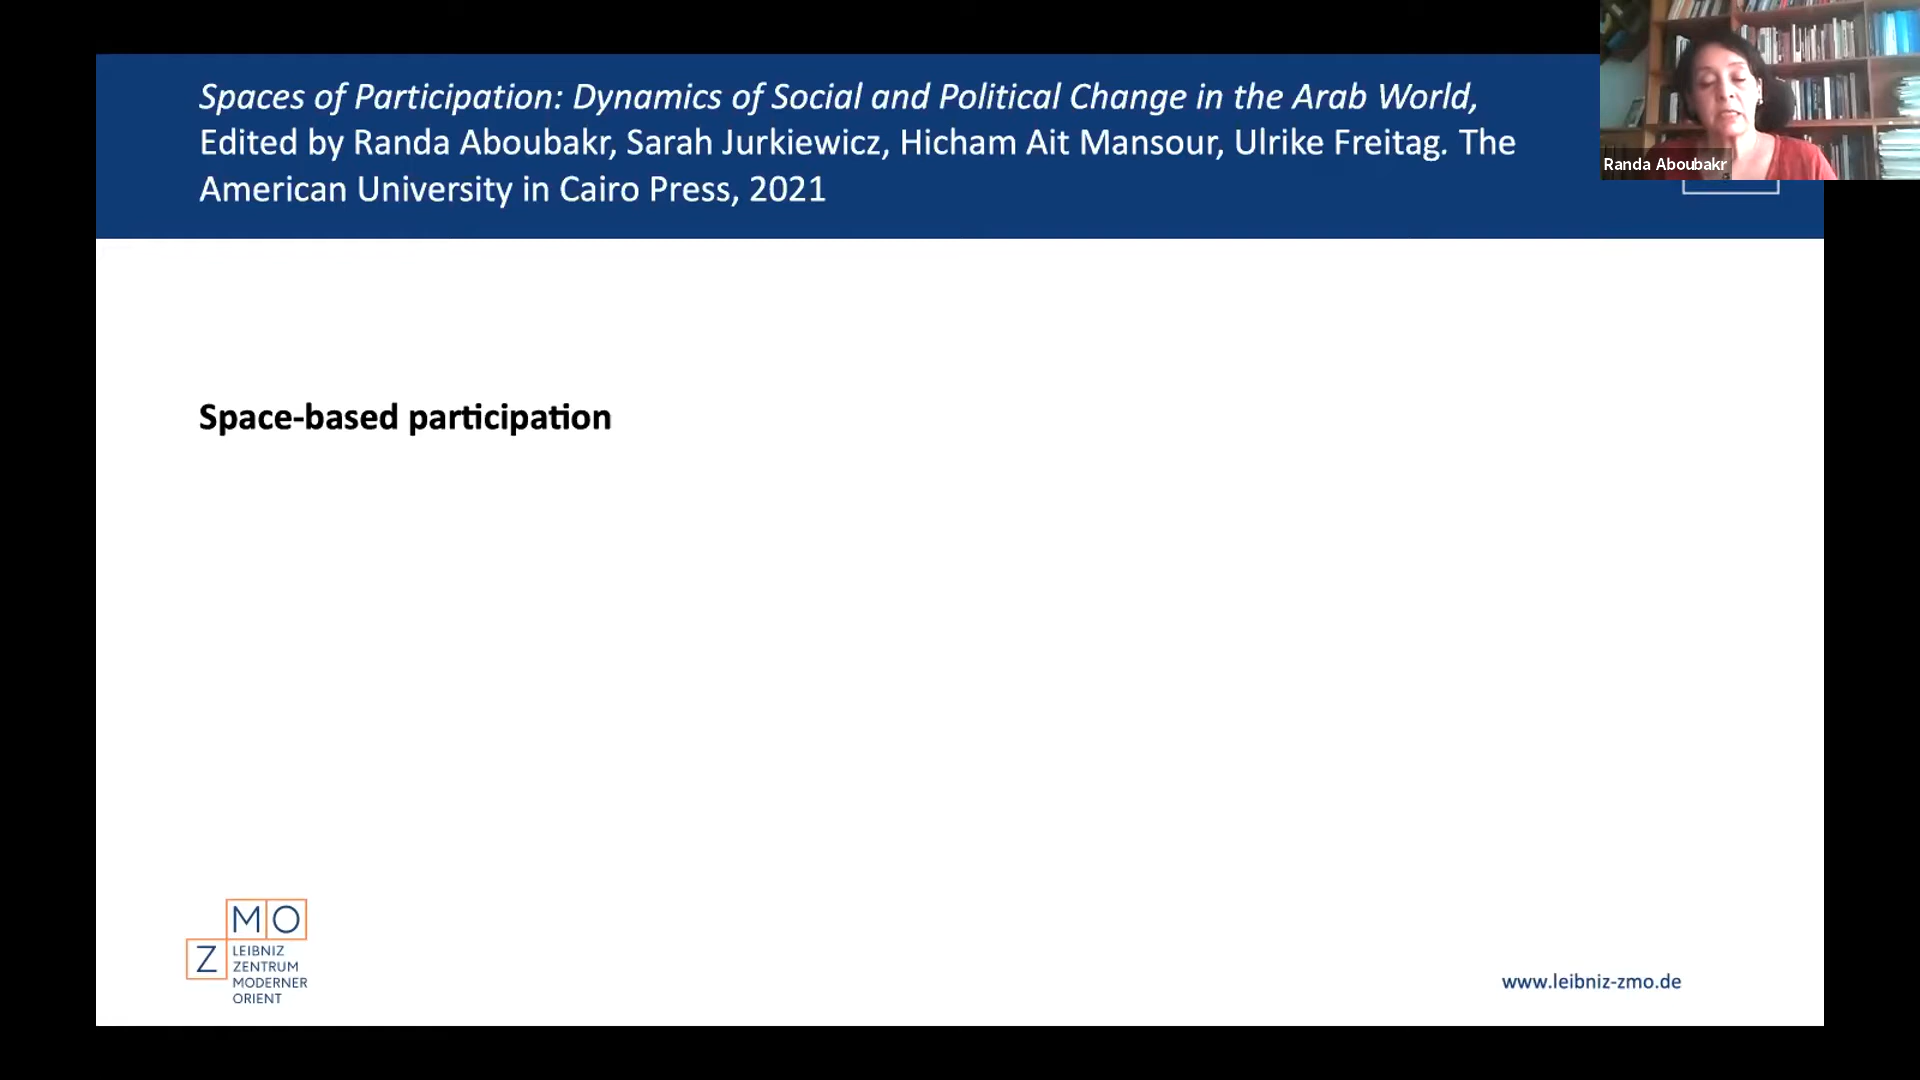 Spaces of Participation: Dynamics of Social and Political Change in the Arab World,
Edited by Randa Aboubakr, Sarah Jurkiewicz, Hicham Ait Mansour, Ulrike Freitag. The
American University in Cairo Press, 2021
Randa Aboubakr
Space-based participation
MO
Z
LEIBNIZ
ZENTRUM
MODERNER
ORIENT
www.leibniz-zmo.de